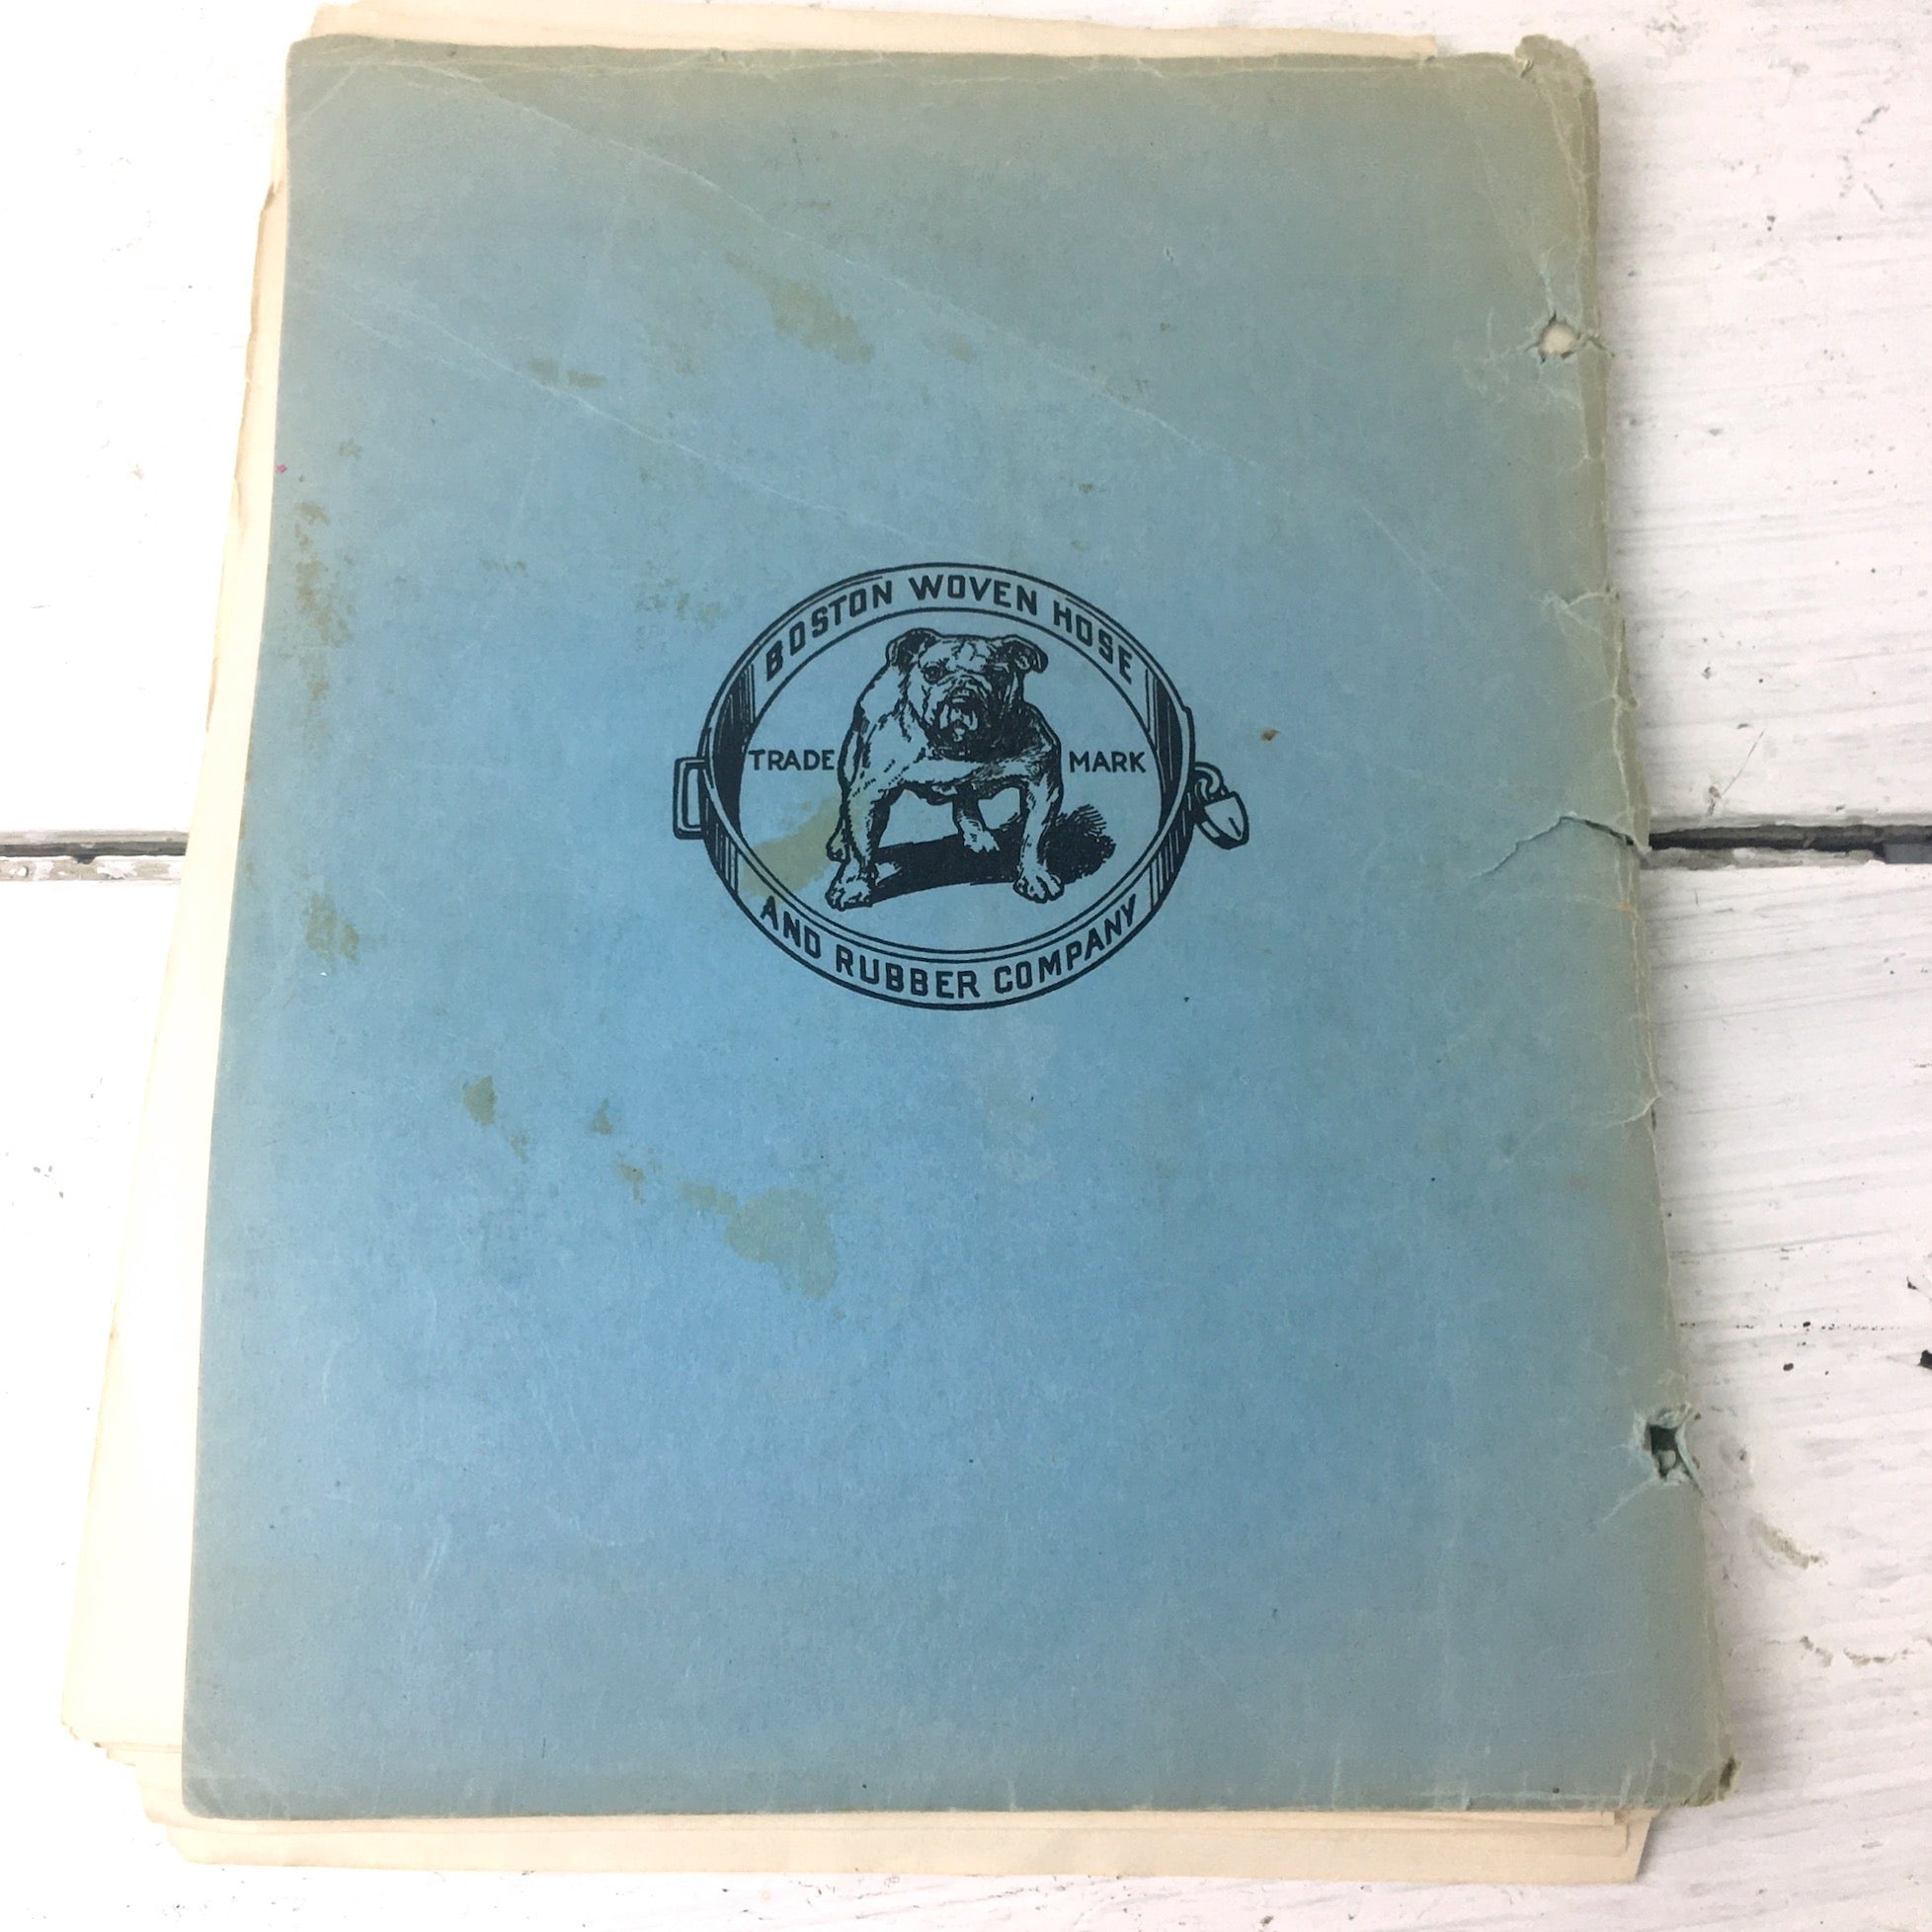 BOSTON WOVEN HOSE
TRADE MARK
AND RUBBER COMPANY